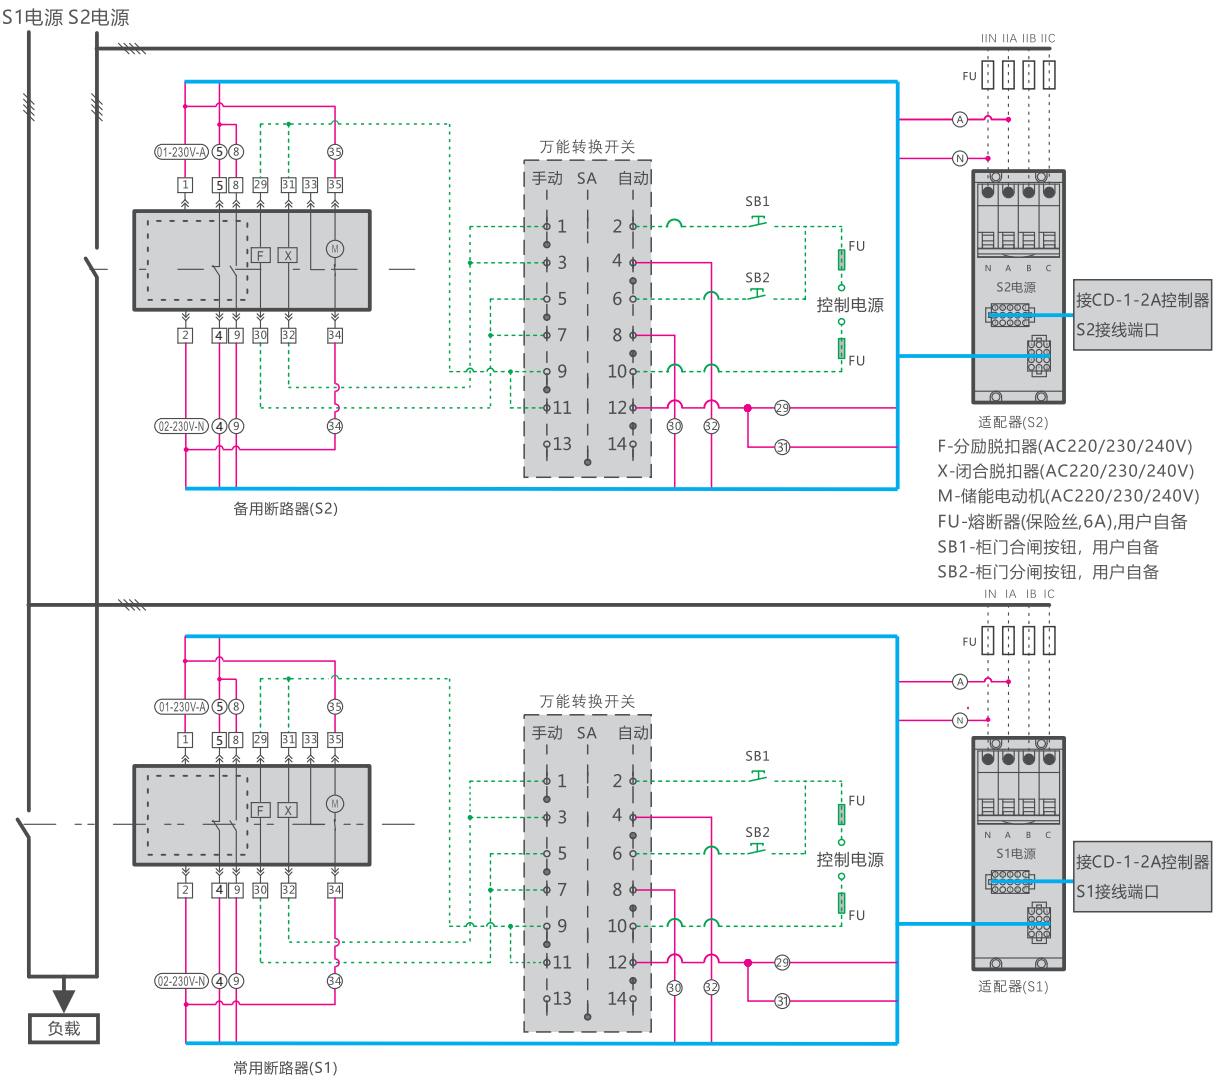 S1电源 S2电源
IIN IIA IIB IIC
FU
A
N
01-230V-A 5 8 35
1 5 8 29 31 33 35
F X M
2 4 9 30 32 34
02-230V-N 4 9 34
备用断路器(S2)
万能转换开关
手动 SA 自动
1 2
3 4
5 6
7 8
9 10
11 12
13 14
30 32
29
31
SB1
SB2
FU
控制电源
FU
N A B C
S2电源
适配器(S2)
接CD-1-2A控制器
S2接线端口
F-分励脱扣器(AC220/230/240V)
X-闭合脱扣器(AC220/230/240V)
M-储能电动机(AC220/230/240V)
FU-熔断器(保险丝,6A),用户自备
SB1-柜门合闸按钮，用户自备
SB2-柜门分闸按钮，用户自备
IN IA IB IC
FU
A
N
01-230V-A 5 8 35
1 5 8 29 31 33 35
F X M
2 4 9 30 32 34
02-230V-N 4 9 34
常用断路器(S1)
万能转换开关
手动 SA 自动
1 2
3 4
5 6
7 8
9 10
11 12
13 14
30 32
29
31
SB1
SB2
FU
控制电源
FU
N A B C
S1电源
适配器(S1)
接CD-1-2A控制器
S1接线端口
负载